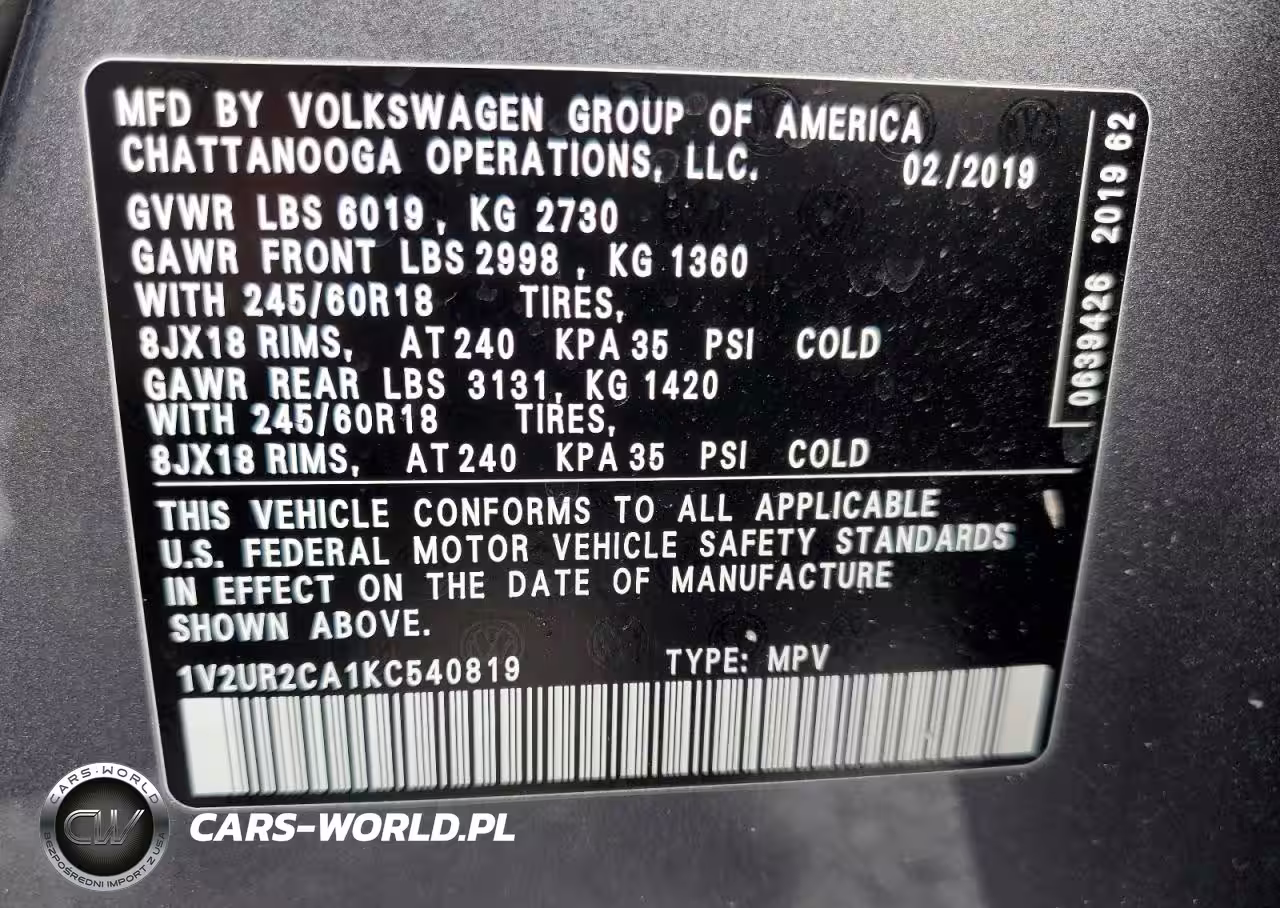 MFD BY VOLKSWAGEN GROUP OF AMERICA
CHATTANOOGA OPERATIONS, LLC. 02/2019
GVWR LBS 6019, KG 2730
GAWR FRONT LBS 2998, KG 1360
WITH 245/60R18 TIRES,
8JX18 RIMS, AT 240 KPA 35 PSI COLD
GAWR REAR LBS 3131, KG 1420
WITH 245/60R18 TIRES,
8JX18 RIMS, AT 240 KPA 35 PSI COLD
THIS VEHICLE CONFORMS TO ALL APPLICABLE
U.S. FEDERAL MOTOR VEHICLE SAFETY STANDARDS
IN EFFECT ON THE DATE OF MANUFACTURE
SHOWN ABOVE.
1V2UR2CA1KC540819 TYPE: MPV
0639426 2019 62
CARS-WORLD
CW
BEZPOŚREDNI IMPORT Z USA
CARS-WORLD.PL